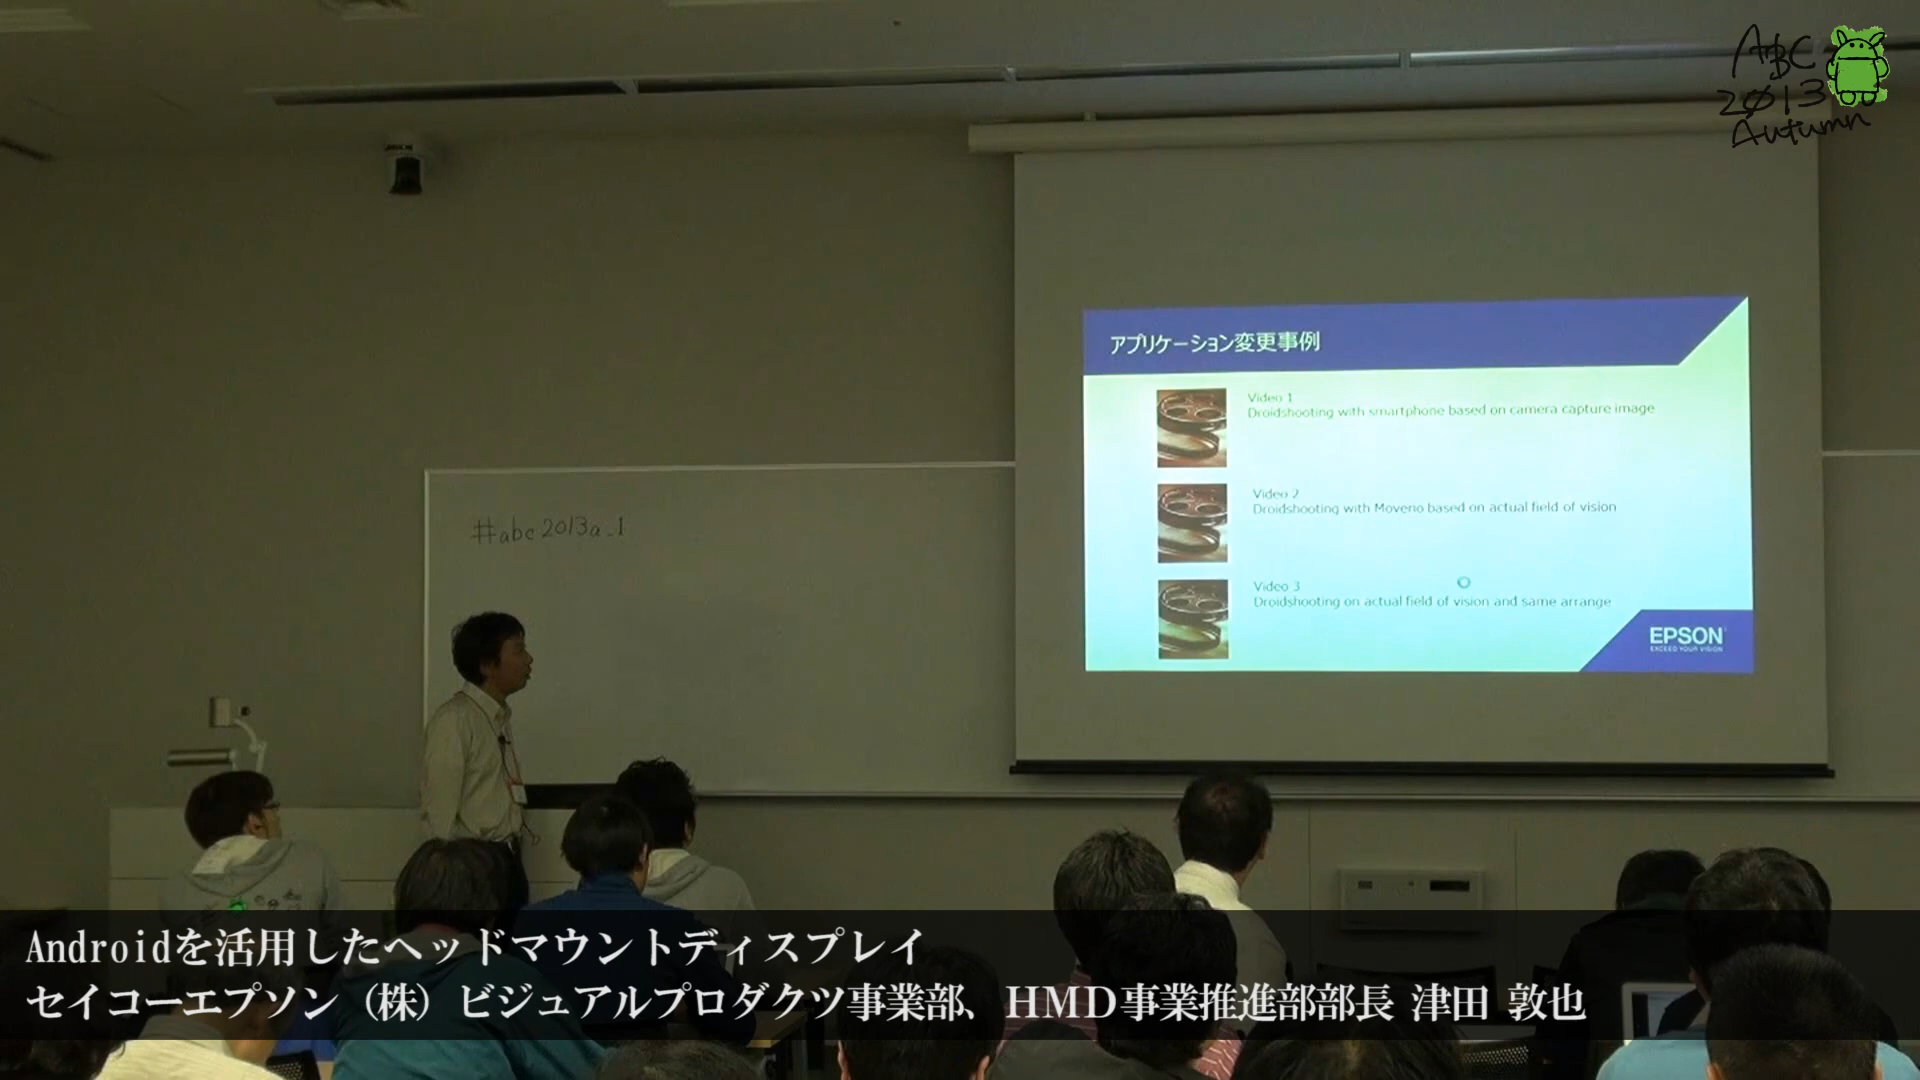 ABC
2013
Autumn
アプリケーション変更事例
Video 1
Droidshooting with smartphone based on camera capture image
Video 2
Droidshooting with Moverio based on actual field of vision
Video 3
Droidshooting on actual field of vision and same arrange
EPSON
EXCEED YOUR VISION
#abc2013a_1
Androidを活用したヘッドマウントディスプレイ
セイコーエプソン（株）ビジュアルプロダクツ事業部、HMD事業推進部部長 津田 敦也